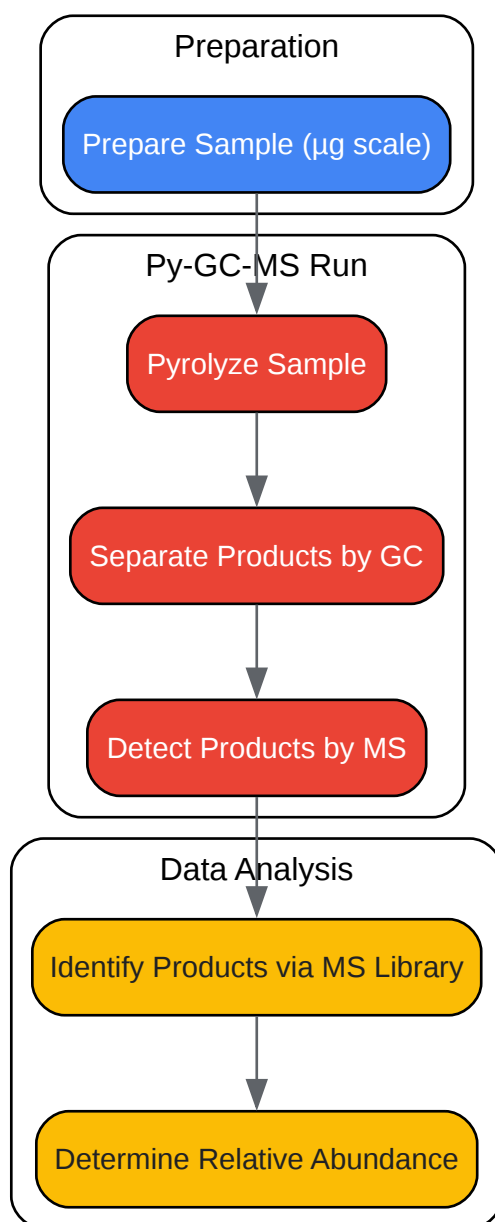 Preparation
Prepare Sample (µg scale)
Py-GC-MS Run
Pyrolyze Sample
Separate Products by GC
Detect Products by MS
Data Analysis
Identify Products via MS Library
Determine Relative Abundance